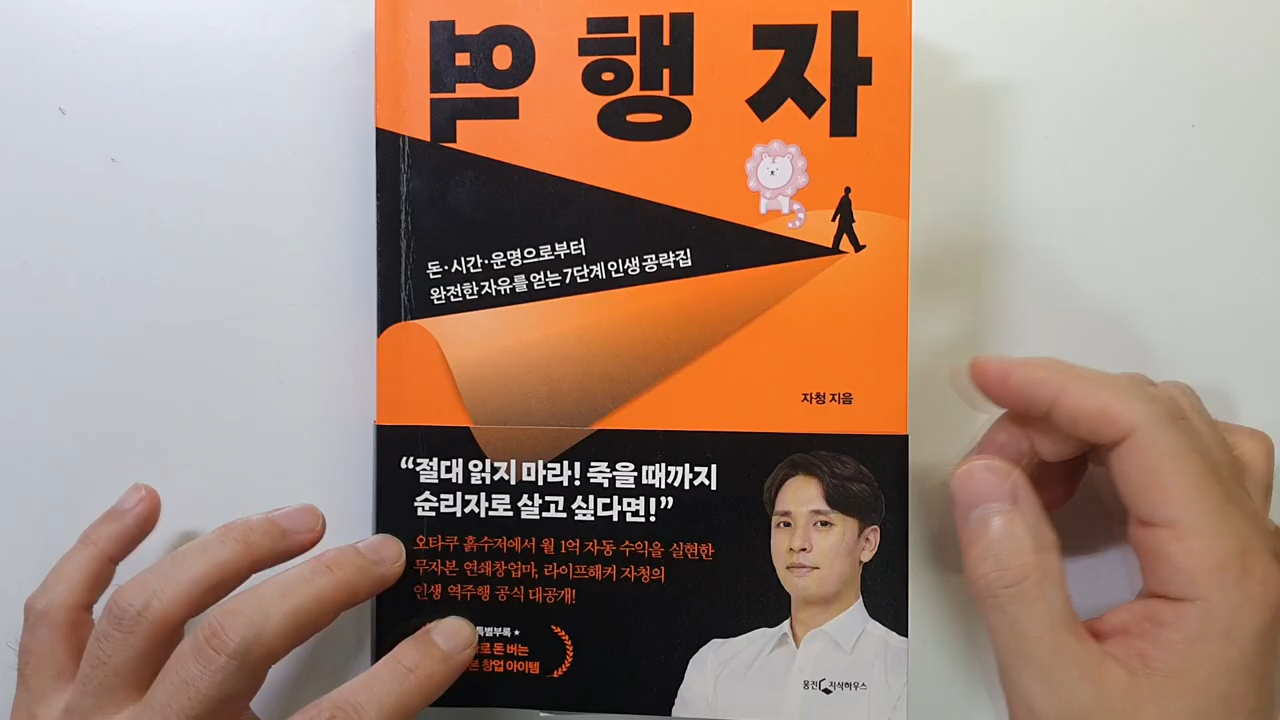 역행자
돈·시간·운명으로부터
완전한 자유를 얻는 7단계 인생 공략집
자청 지음
“절대 읽지 마라! 죽을 때까지
순리자로 살고 싶다면!”
오타쿠 흙수저에서 월 1억 자동 수익을 실현한
무자본 연쇄창업마, 라이프해커 자청의
인생 역주행 공식 대공개!
특별부록
돈 버는
창업 아이템
웅진 지식하우스